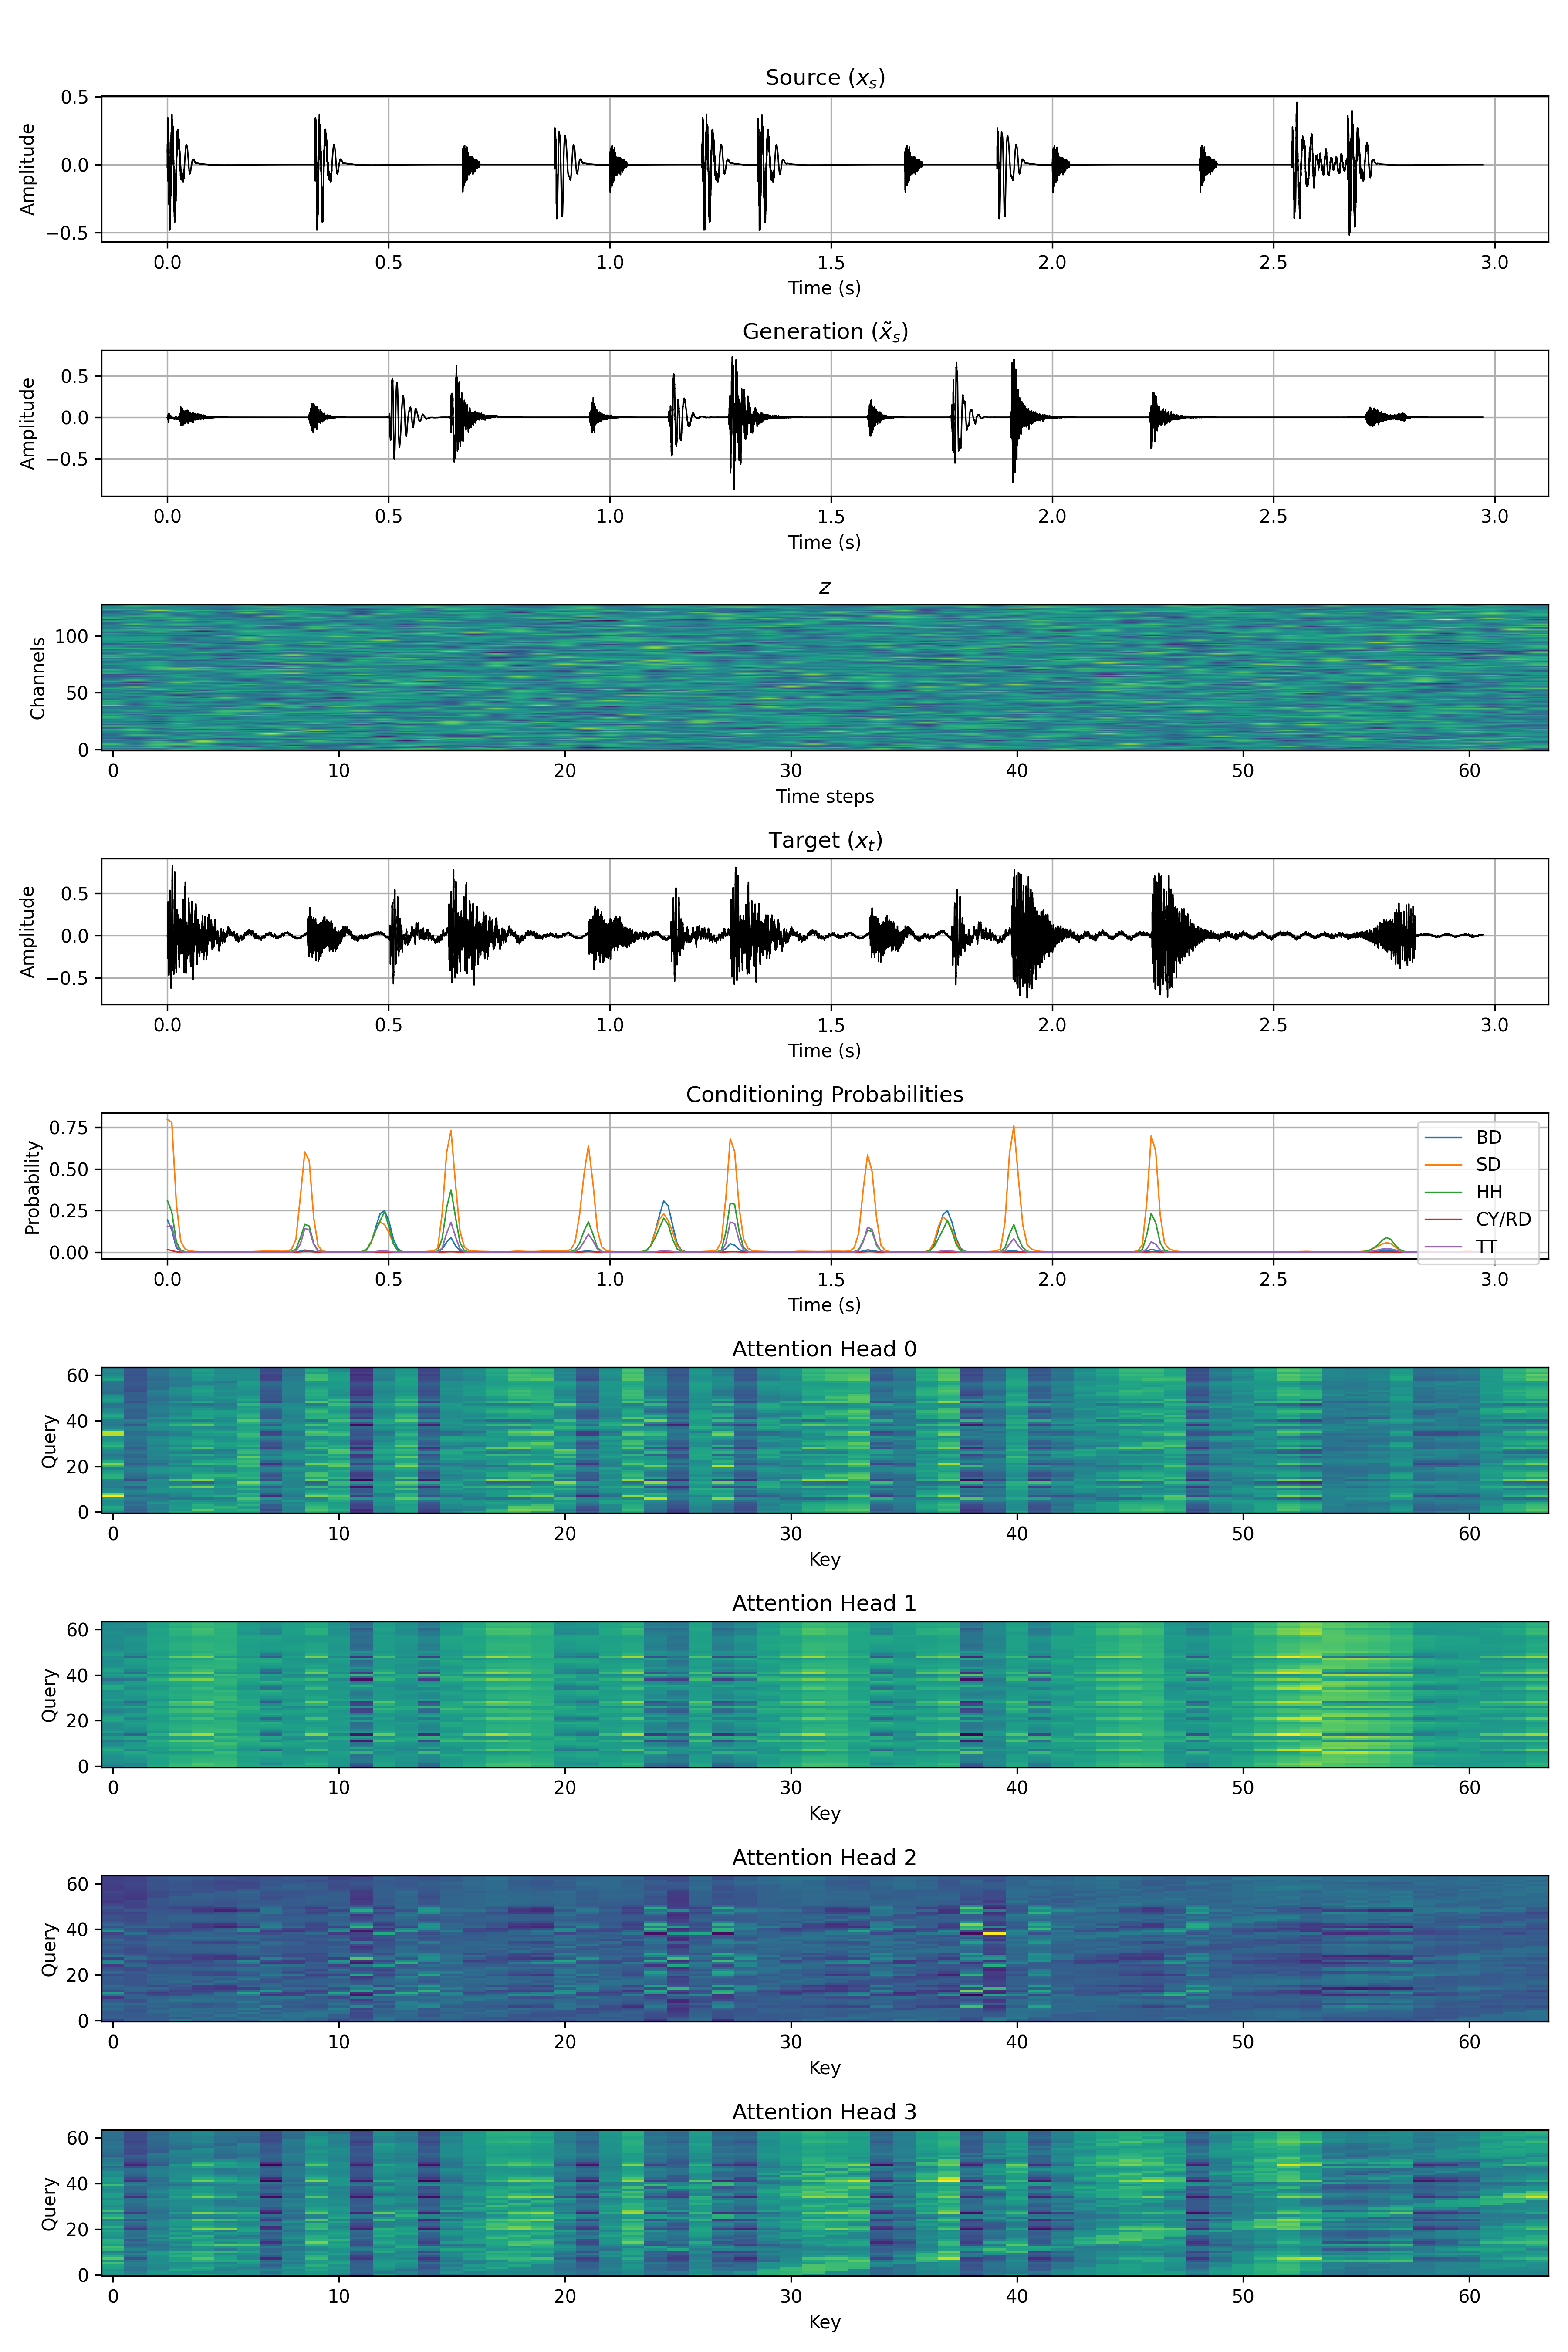 Source (xₛ)
Amplitude
0.5
0.0
−0.5
0.0 0.5 1.0 1.5 2.0 2.5 3.0
Time (s)
Generation (x̃ₛ)
Amplitude
0.5
0.0
−0.5
0.0 0.5 1.0 1.5 2.0 2.5 3.0
Time (s)
z
Channels
100
50
0
0 10 20 30 40 50 60
Time steps
Target (xₜ)
Amplitude
0.5
0.0
−0.5
0.0 0.5 1.0 1.5 2.0 2.5 3.0
Time (s)
Conditioning Probabilities
Probability
0.75
0.50
0.25
0.00
BD
SD
HH
CY/RD
TT
0.0 0.5 1.0 1.5 2.0 2.5 3.0
Time (s)
Attention Head 0
Query
60
40
20
0
0 10 20 30 40 50 60
Key
Attention Head 1
Query
60
40
20
0
0 10 20 30 40 50 60
Key
Attention Head 2
Query
60
40
20
0
0 10 20 30 40 50 60
Key
Attention Head 3
Query
60
40
20
0
0 10 20 30 40 50 60
Key